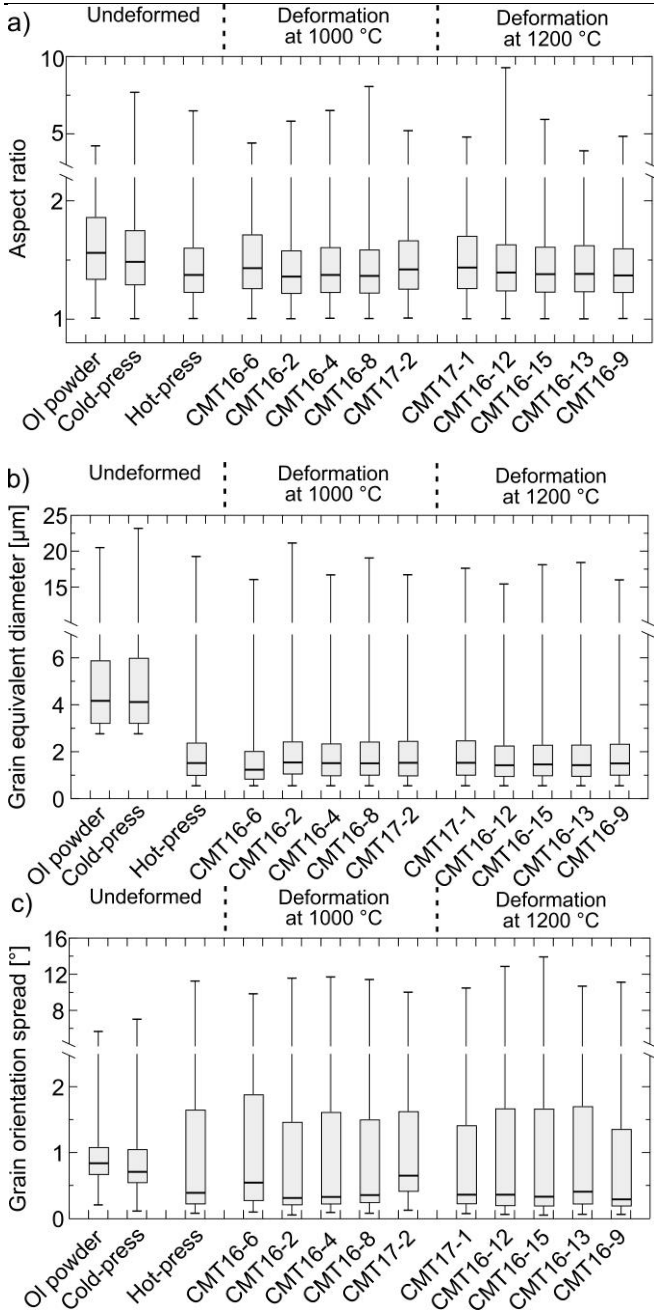 a)
Undeformed
Deformation
at 1000 °C
Deformation
at 1200 °C
Aspect ratio
10
5
2
1
Ol powder
Cold-press
Hot-press
CMT16-6
CMT16-2
CMT16-4
CMT16-8
CMT17-2
CMT17-1
CMT16-12
CMT16-15
CMT16-13
CMT16-9
b)
Undeformed
Deformation
at 1000 °C
Deformation
at 1200 °C
Grain equivalent diameter [µm]
25
20
15
6
4
2
0
Ol powder
Cold-press
Hot-press
CMT16-6
CMT16-2
CMT16-4
CMT16-8
CMT17-2
CMT17-1
CMT16-12
CMT16-15
CMT16-13
CMT16-9
c)
Undeformed
Deformation
at 1000 °C
Deformation
at 1200 °C
Grain orientation spread [°]
16
12
8
4
2
1
0
Ol powder
Cold-press
Hot-press
CMT16-6
CMT16-2
CMT16-4
CMT16-8
CMT17-2
CMT17-1
CMT16-12
CMT16-15
CMT16-13
CMT16-9